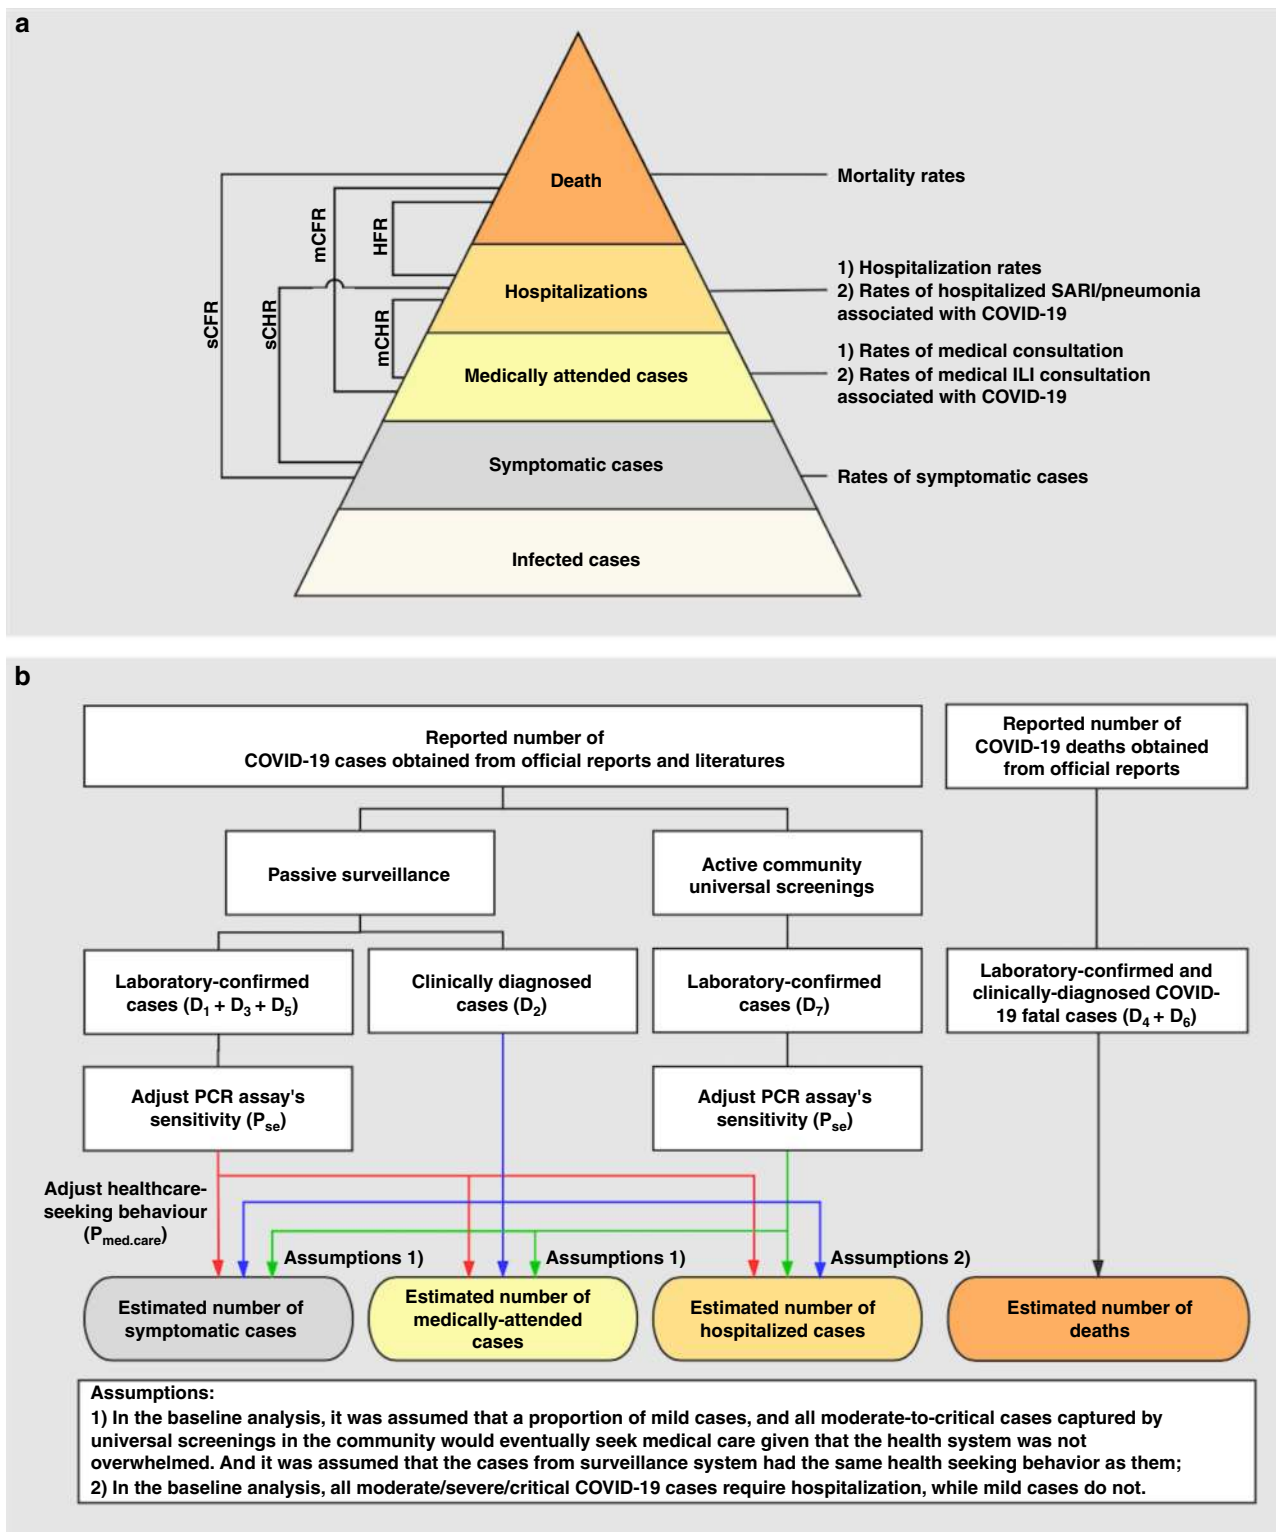 a
Death
Mortality rates
mCFR
HFR
1) Hospitalization rates
Hospitalizations
2) Rates of hospitalized SARI/pneumonia
associated with COVID-19
sCFR
sCHR
mCHR
1) Rates of medical consultation
Medically attended cases
2) Rates of medical ILI consultation
associated with COVID-19
Symptomatic cases
Rates of symptomatic cases
Infected cases
b
Reported number of
COVID-19 cases obtained from official reports and literatures
Reported number of
COVID-19 deaths obtained
from official reports
Passive surveillance
Active community
universal screenings
Laboratory-confirmed
cases (D1 + D3 + D5)
Clinically diagnosed
cases (D2)
Laboratory-confirmed
cases (D7)
Laboratory-confirmed and
clinically-diagnosed COVID-
19 fatal cases (D4 + D6)
Adjust PCR assay's
sensitivity (Pse)
Adjust PCR assay's
sensitivity (Pse)
Adjust healthcare-
seeking behaviour
(Pmed.care)
Assumptions 1)
Assumptions 1)
Assumptions 2)
Estimated number of
symptomatic cases
Estimated number of
medically-attended
cases
Estimated number of
hospitalized cases
Estimated number of
deaths
Assumptions:
1) In the baseline analysis, it was assumed that a proportion of mild cases, and all moderate-to-critical cases captured by
universal screenings in the community would eventually seek medical care given that the health system was not
overwhelmed. And it was assumed that the cases from surveillance system had the same health seeking behavior as them;
2) In the baseline analysis, all moderate/severe/critical COVID-19 cases require hospitalization, while mild cases do not.